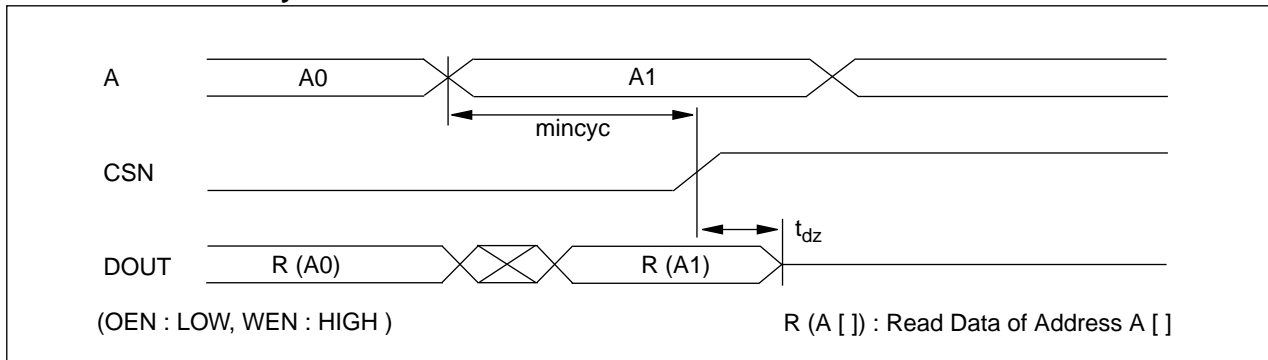 A A0 A1
mincyc
CSN
t_dz
DOUT R (A0) R (A1)
(OEN : LOW, WEN : HIGH ) R (A [ ]) : Read Data of Address A [ ]